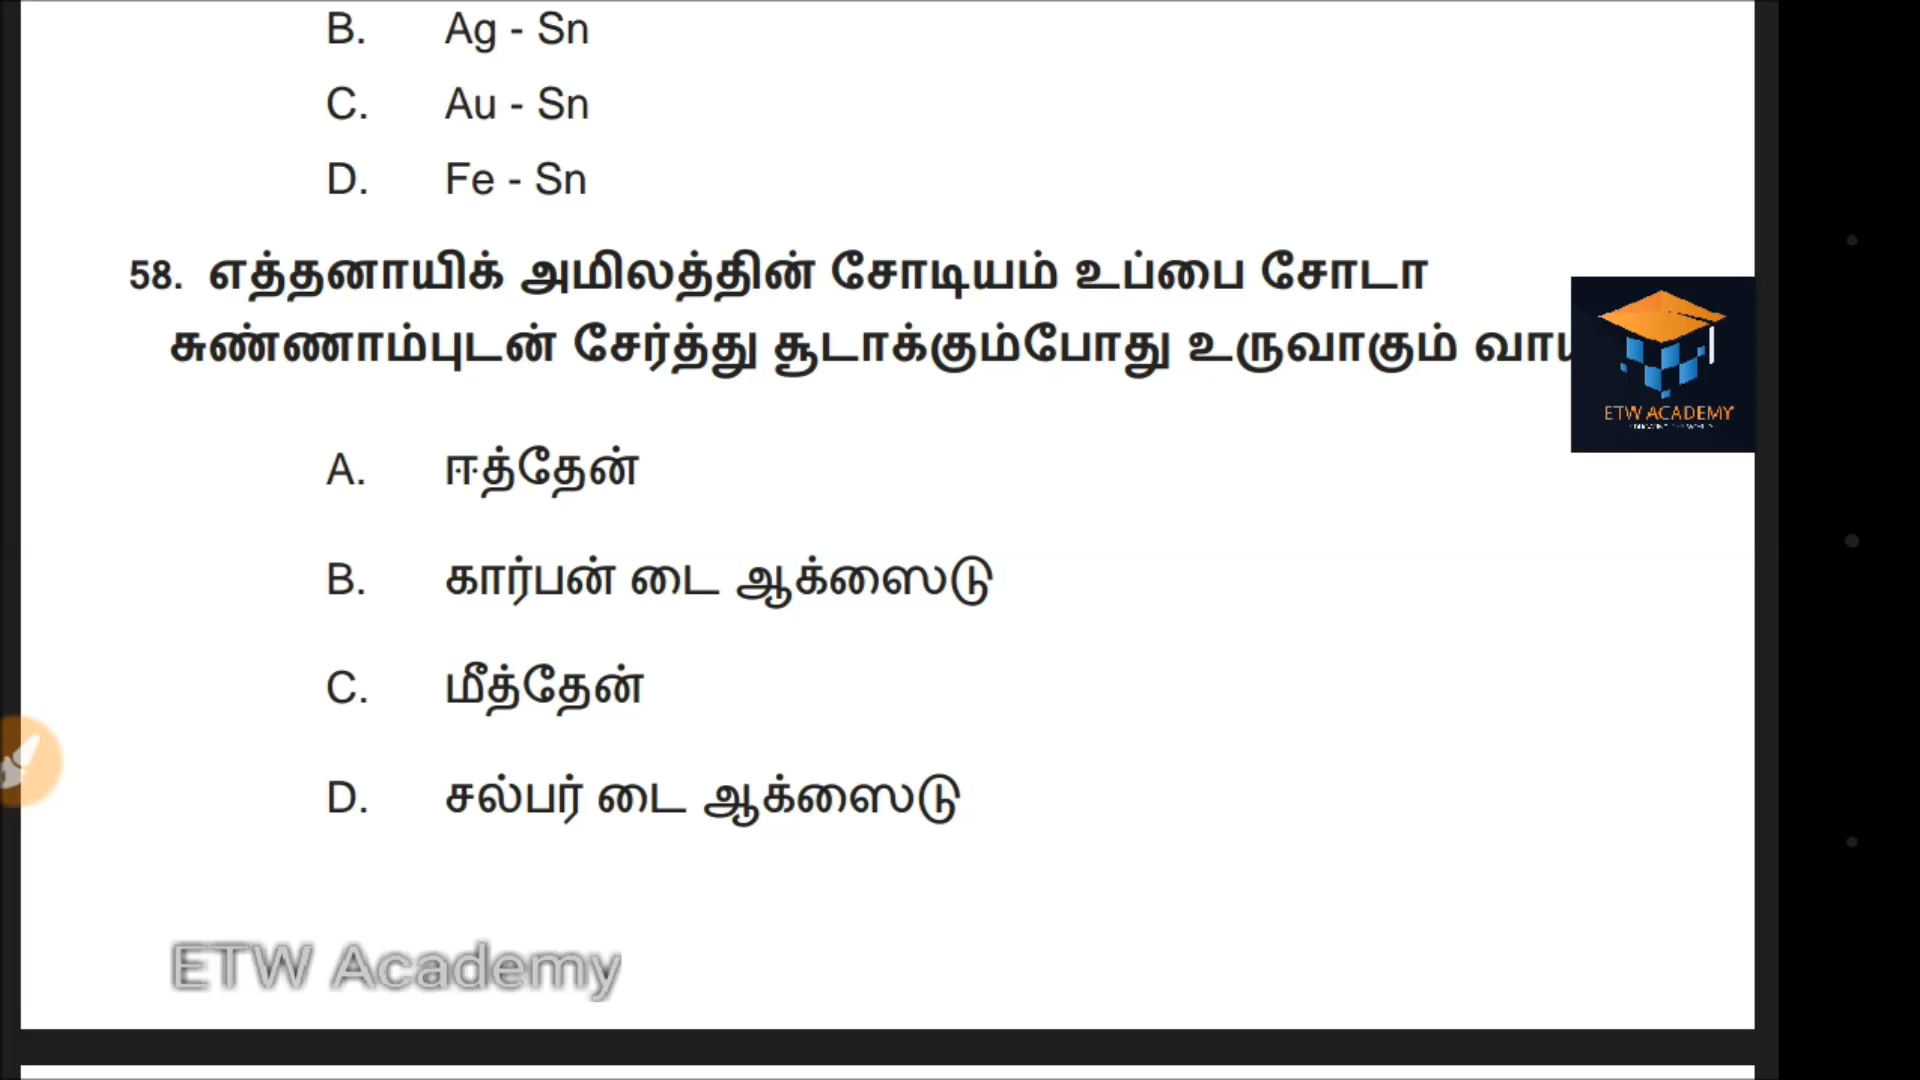 B. Ag - Sn
C. Au - Sn
D. Fe - Sn
58. எத்தனாயிக் அமிலத்தின் சோடியம் உப்பை சோடா
சுண்ணாம்புடன் சேர்த்து சூடாக்கும்போது உருவாகும்
ETW ACADEMY
A. ஈத்தேன்
B. கார்பன் டை ஆக்ஸைடு
C. மீத்தேன்
D. சல்பர் டை ஆக்ஸைடு
ETW Academy